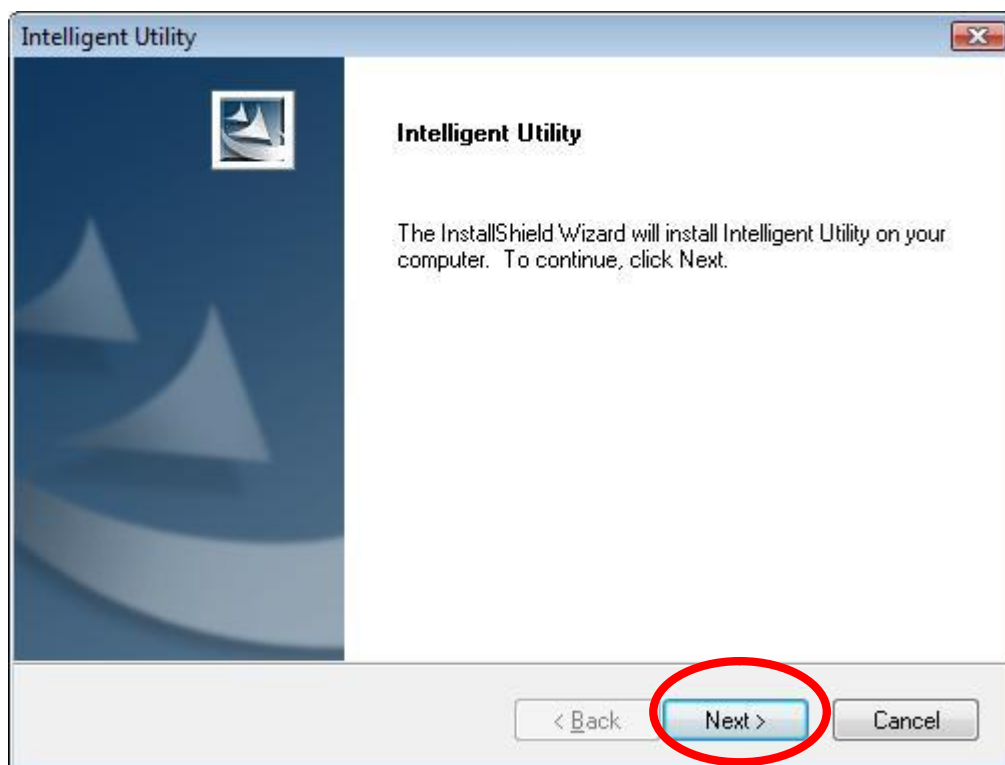 Intelligent Utility
Intelligent Utility
The InstallShield Wizard will install Intelligent Utility on your
computer. To continue, click Next.
< Back
Next >
Cancel